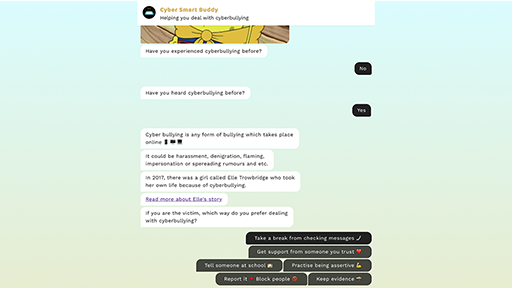 Cyber Smart Buddy
Helping you deal with cyberbullying
Have you experienced cyberbullying before?
No
Have you heard cyberbullying before?
Yes
Cyber bullying is any form of bullying which takes place
online
It could be harassment, denigration, flaming,
impersonation or spereading rumours and etc.
In 2017, there was a girl called Elle Trowbridge who took
her own life because of cyberbullying.
Read more about Elle's story
If you are the victim, which way do you prefer dealing
with cyberbullying?
Take a break from checking messages
Get support from someone you trust
Tell someone at school
Practise being assertive
Report it
Block people
Keep evidence